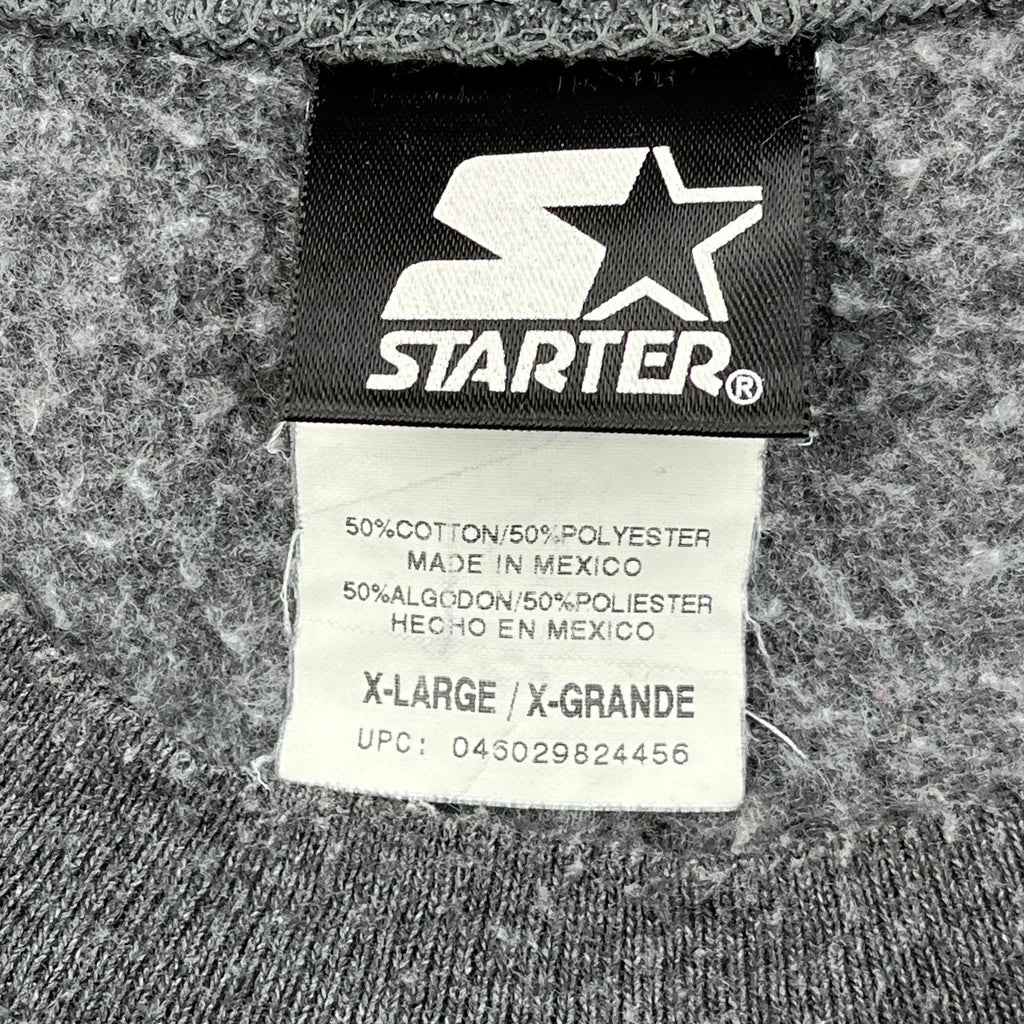 STARTER®
50%COTTON/50%POLYESTER
MADE IN MEXICO
50%ALGODON/50%POLIESTER
HECHO EN MEXICO
X-LARGE / X-GRANDE
UPC: 046029824456